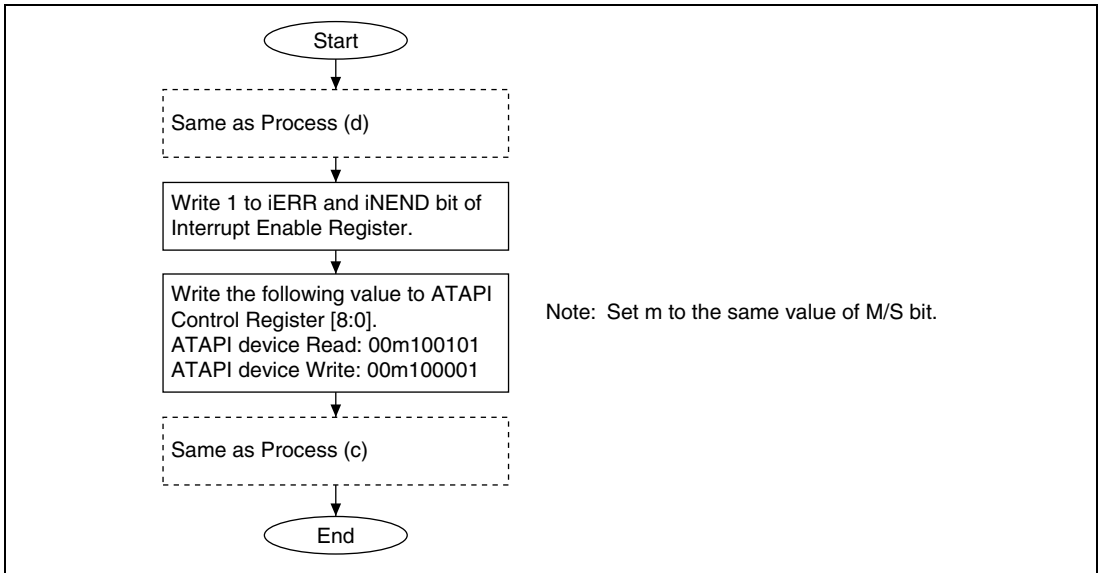 Start
Same as Process (d)
Write 1 to iERR and iNEND bit of
Interrupt Enable Register.
Write the following value to ATAPI
Control Register [8:0].
ATAPI device Read: 00m100101
ATAPI device Write: 00m100001
Note: Set m to the same value of M/S bit.
Same as Process (c)
End